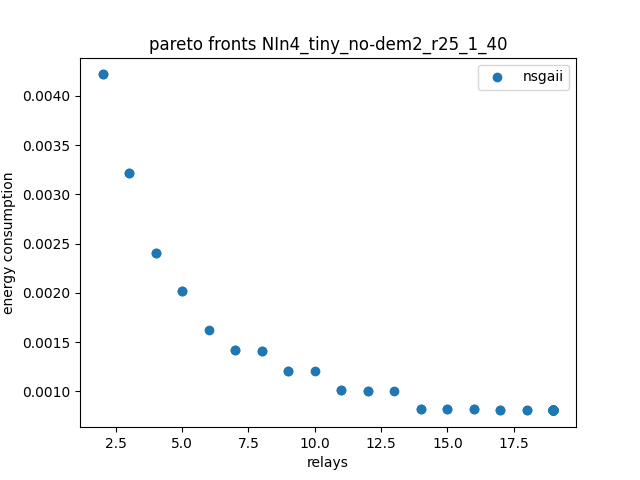 pareto fronts NIn4_tiny_no-dem2_r25_1_40
nsgaii
energy consumption
0.0040
0.0035
0.0030
0.0025
0.0020
0.0015
0.0010
2.5 5.0 7.5 10.0 12.5 15.0 17.5
relays